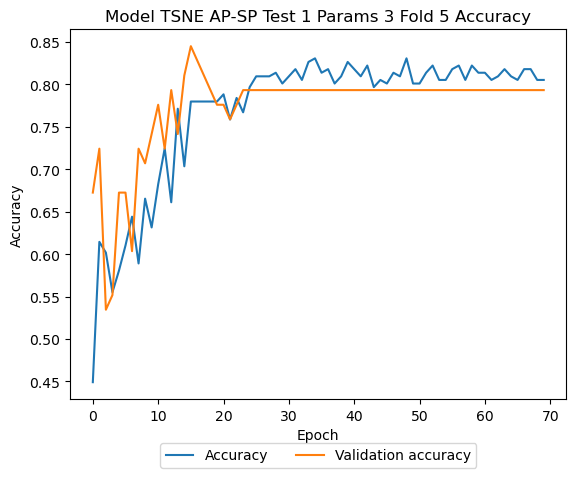 Model TSNE AP-SP Test 1 Params 3 Fold 5 Accuracy
0.85
0.80
0.75
0.70
0.65
0.60
0.55
0.50
0.45
Accuracy
0 10 20 30 40 50 60 70
Epoch
Accuracy Validation accuracy